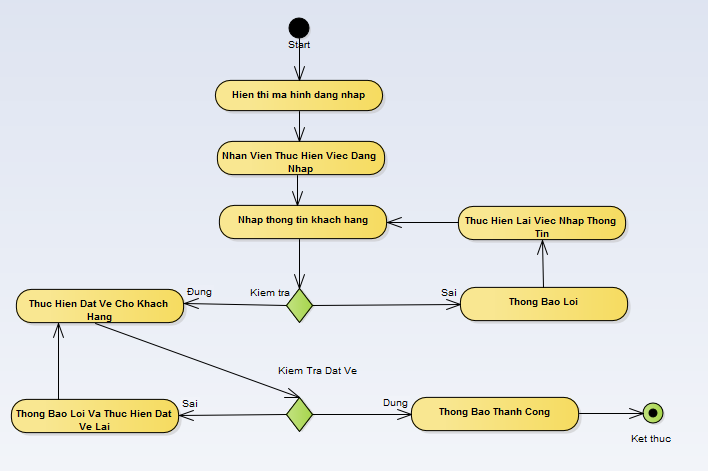 Start
Hien thi ma hinh dang nhap
Nhan Vien Thuc Hien Viec Dang
Nhap
Nhap thong tin khach hang
Thuc Hien Lai Viec Nhap Thong
Tin
Đung
Kiem tra
Sai
Thuc Hien Dat Ve Cho Khach
Hang
Thong Bao Loi
Kiem Tra Dat Ve
Thong Bao Loi Va Thuc Hien Dat
Ve Lai
Sai
Dung
Thong Bao Thanh Cong
Ket thuc